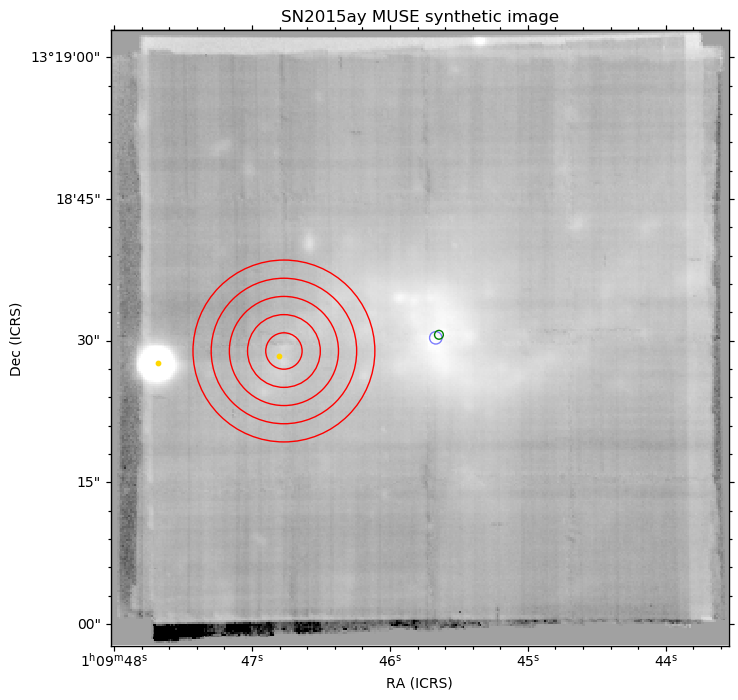 SN2015ay MUSE synthetic image
13°19'00"
18'45"
30"
15"
00"
Dec (ICRS)
1ʰ09ᵐ48ˢ 47ˢ 46ˢ 45ˢ 44ˢ
RA (ICRS)